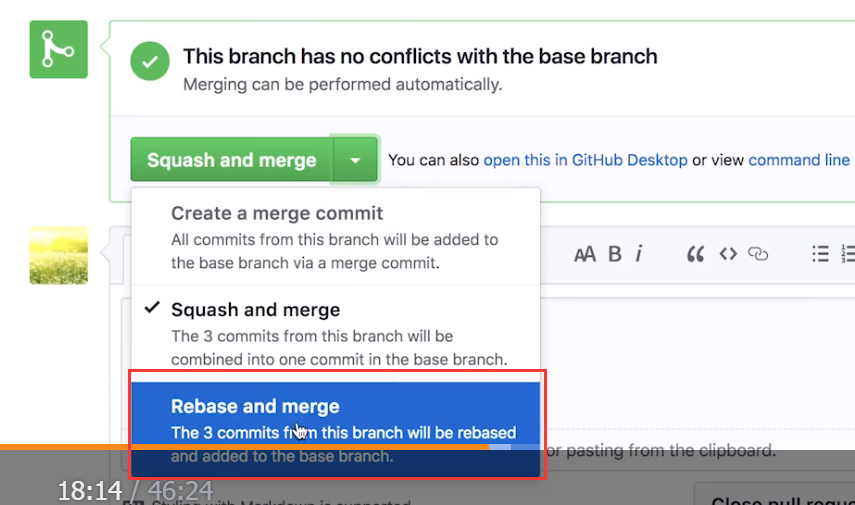 This branch has no conflicts with the base branch
Merging can be performed automatically.
Squash and merge
You can also open this in GitHub Desktop or view command line
Create a merge commit
All commits from this branch will be added to
the base branch via a merge commit.
AA B i
Squash and merge
The 3 commits from this branch will be
combined into one commit in the base branch.
Rebase and merge
The 3 commits from this branch will be rebased
and added to the base branch.
or pasting from the clipboard.
18:14 / 46:24
Styling with Markdown is supported
Close pull reque